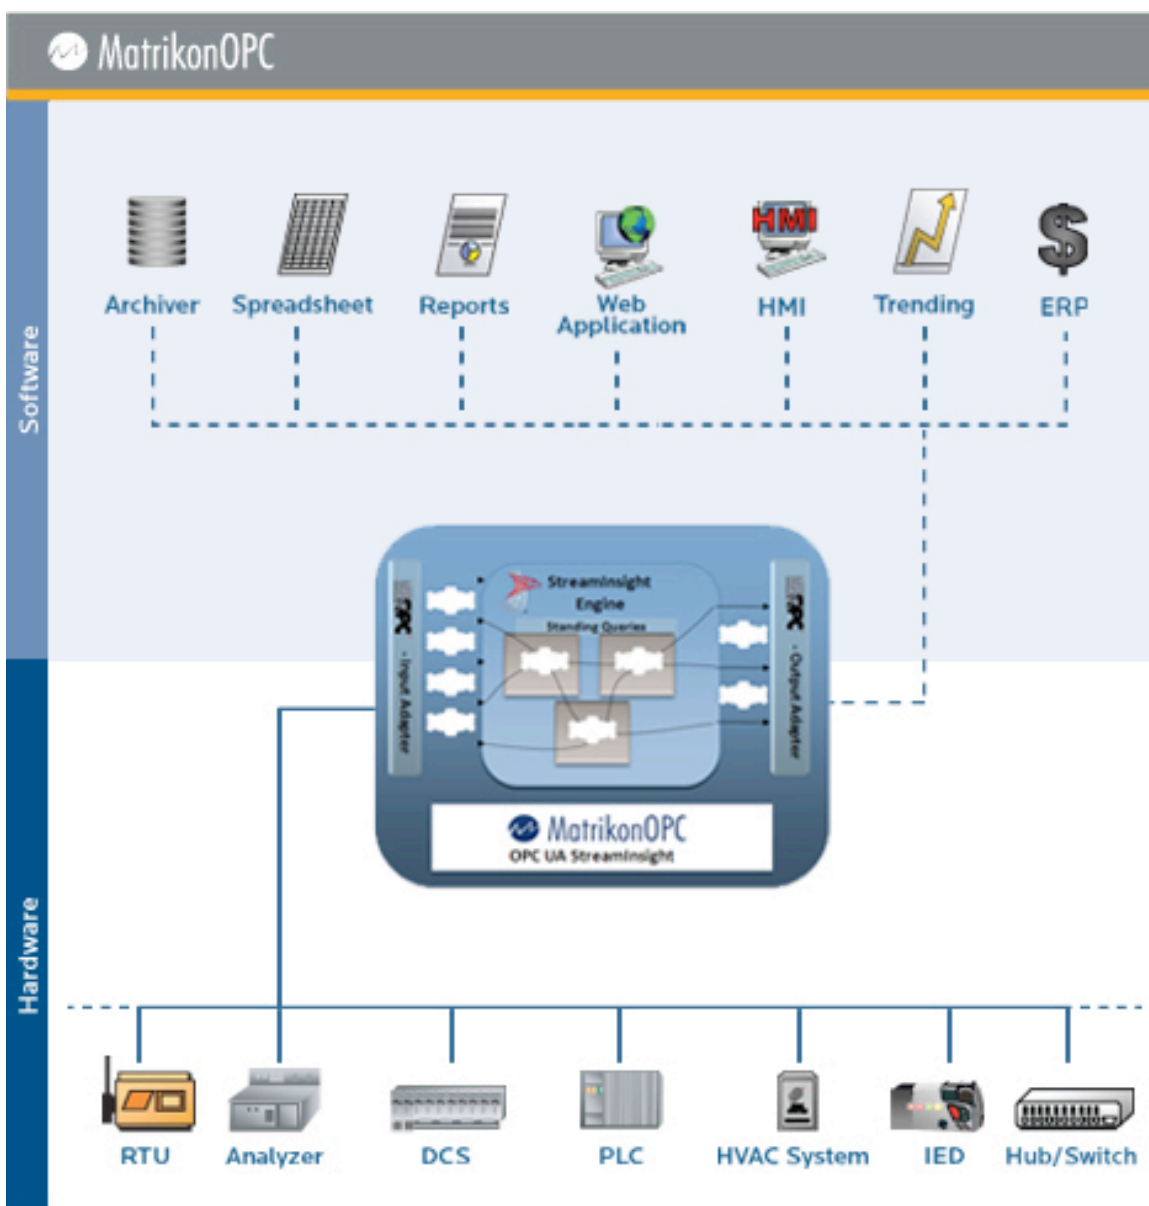 MatrikonOPC
Software
Archiver
Spreadsheet
Reports
Web
Application
HMI
HMI
Trending
ERP
StreamInsight
Engine
Standing Queries
OPC - Input Adapter
OPC - Output Adapter
MatrikonOPC
OPC UA StreamInsight
Hardware
RTU
Analyzer
DCS
PLC
HVAC System
IED
Hub/Switch